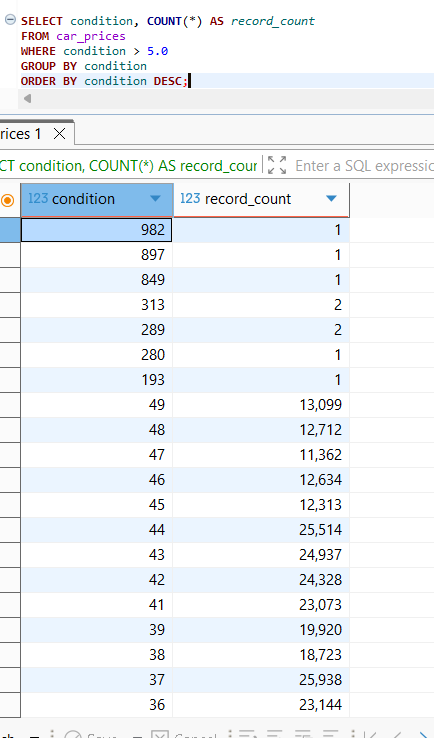 SELECT condition, COUNT(*) AS record_count
FROM car_prices
WHERE condition > 5.0
GROUP BY condition
ORDER BY condition DESC;
rices 1
CT condition, COUNT(*) AS record_cour Enter a SQL expressic
123 condition 123 record_count
982 1
897 1
849 1
313 2
289 2
280 1
193 1
49 13,099
48 12,712
47 11,362
46 12,634
45 12,313
44 25,514
43 24,937
42 24,328
41 23,073
39 19,920
38 18,723
37 25,938
36 23,144